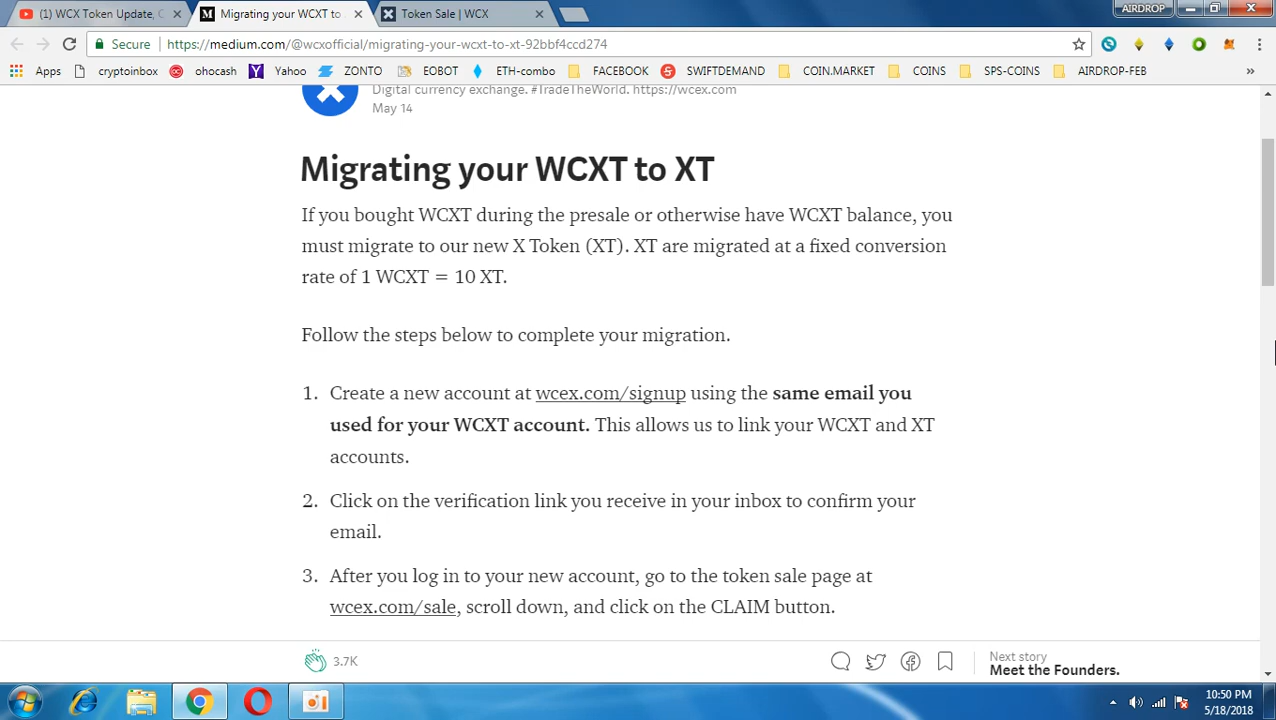 (1) WCX Token Update, C
Migrating your WCXT to
Token Sale | WCX
AIRDROP
Secure
https://medium.com/@wcxofficial/migrating-your-wcxt-to-xt-92bbf4ccd274
Apps
cryptoinbox
ohocash
Yahoo
ZONTO
EOBOT
ETH-combo
FACEBOOK
SWIFTDEMAND
COIN.MARKET
COINS
SPS-COINS
AIRDROP-FEB
»
Digital currency exchange. #TradeTheWorld. https://wcex.com
May 14
Migrating your WCXT to XT
If you bought WCXT during the presale or otherwise have WCXT balance, you
must migrate to our new X Token (XT). XT are migrated at a fixed conversion
rate of 1 WCXT = 10 XT.
Follow the steps below to complete your migration.
1. Create a new account at wcex.com/signup using the same email you
used for your WCXT account. This allows us to link your WCXT and XT
accounts.
2. Click on the verification link you receive in your inbox to confirm your
email.
3. After you log in to your new account, go to the token sale page at
wcex.com/sale, scroll down, and click on the CLAIM button.
3.7K
Next story
Meet the Founders.
10:50 PM
5/18/2018